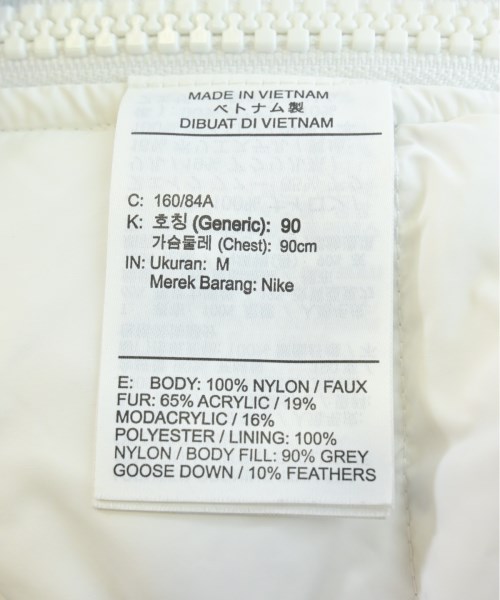 MADE IN VIETNAM
ベトナム製
DIBUAT DI VIETNAM
C: 160/84A
K: 호칭 (Generic): 90
가슴둘레 (Chest): 90cm
IN: Ukuran: M
Merek Barang: Nike
E: BODY: 100% NYLON / FAUX
FUR: 65% ACRYLIC / 19%
MODACRYLIC / 16%
POLYESTER / LINING: 100%
NYLON / BODY FILL: 90% GREY
GOOSE DOWN / 10% FEATHERS